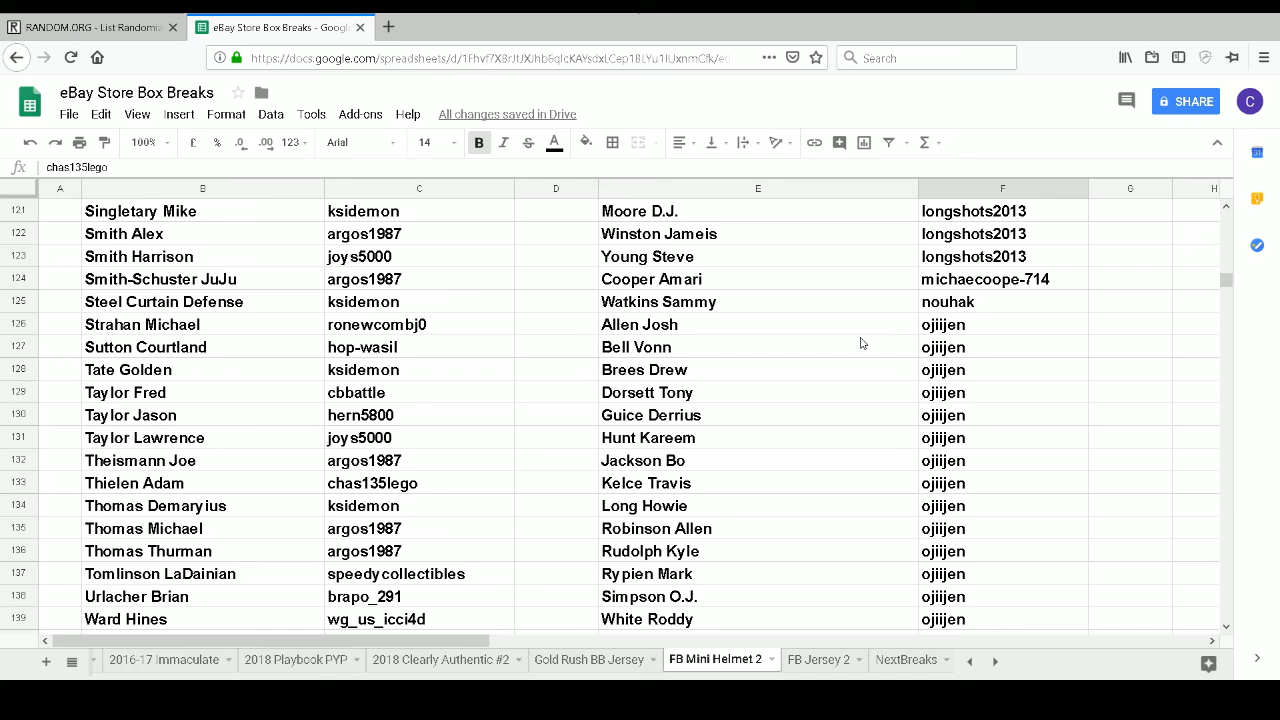 RANDOM.ORG - List Randomiz
eBay Store Box Breaks - Google
eBay Store Box Breaks
File Edit View Insert Format Data Tools Add-ons Help All changes saved in Drive
Search
SHARE
C
100% £ % .0 .00 123 Arial 14 B I S A
fx chas135lego
A B C D E F G H
121 Singletary Mike ksidemon Moore D.J. longshots2013
122 Smith Alex argos1987 Winston Jameis longshots2013
123 Smith Harrison joys5000 Young Steve longshots2013
124 Smith-Schuster JuJu argos1987 Cooper Amari michaecoope-714
125 Steel Curtain Defense ksidemon Watkins Sammy nouhak
126 Strahan Michael ronewcombj0 Allen Josh ojiijen
127 Sutton Courtland hop-wasil Bell Vonn ojiijen
128 Tate Golden ksidemon Brees Drew ojiijen
129 Taylor Fred cbbattle Dorsett Tony ojiijen
130 Taylor Jason hern5800 Guice Derrius ojiijen
131 Taylor Lawrence joys5000 Hunt Kareem ojiijen
132 Theismann Joe argos1987 Jackson Bo ojiijen
133 Thielen Adam chas135lego Kelce Travis ojiijen
134 Thomas Demaryius ksidemon Long Howie ojiijen
135 Thomas Michael argos1987 Robinson Allen ojiijen
136 Thomas Thurman argos1987 Rudolph Kyle ojiijen
137 Tomlinson LaDainian speedycollectibles Rypien Mark ojiijen
138 Urlacher Brian brapo_291 Simpson O.J. ojiijen
139 Ward Hines wg_us_icci4d White Roddy ojiijen
2016-17 Immaculate 2018 Playbook PYP 2018 Clearly Authentic #2 Gold Rush BB Jersey FB Mini Helmet 2 FB Jersey 2 NextBreaks